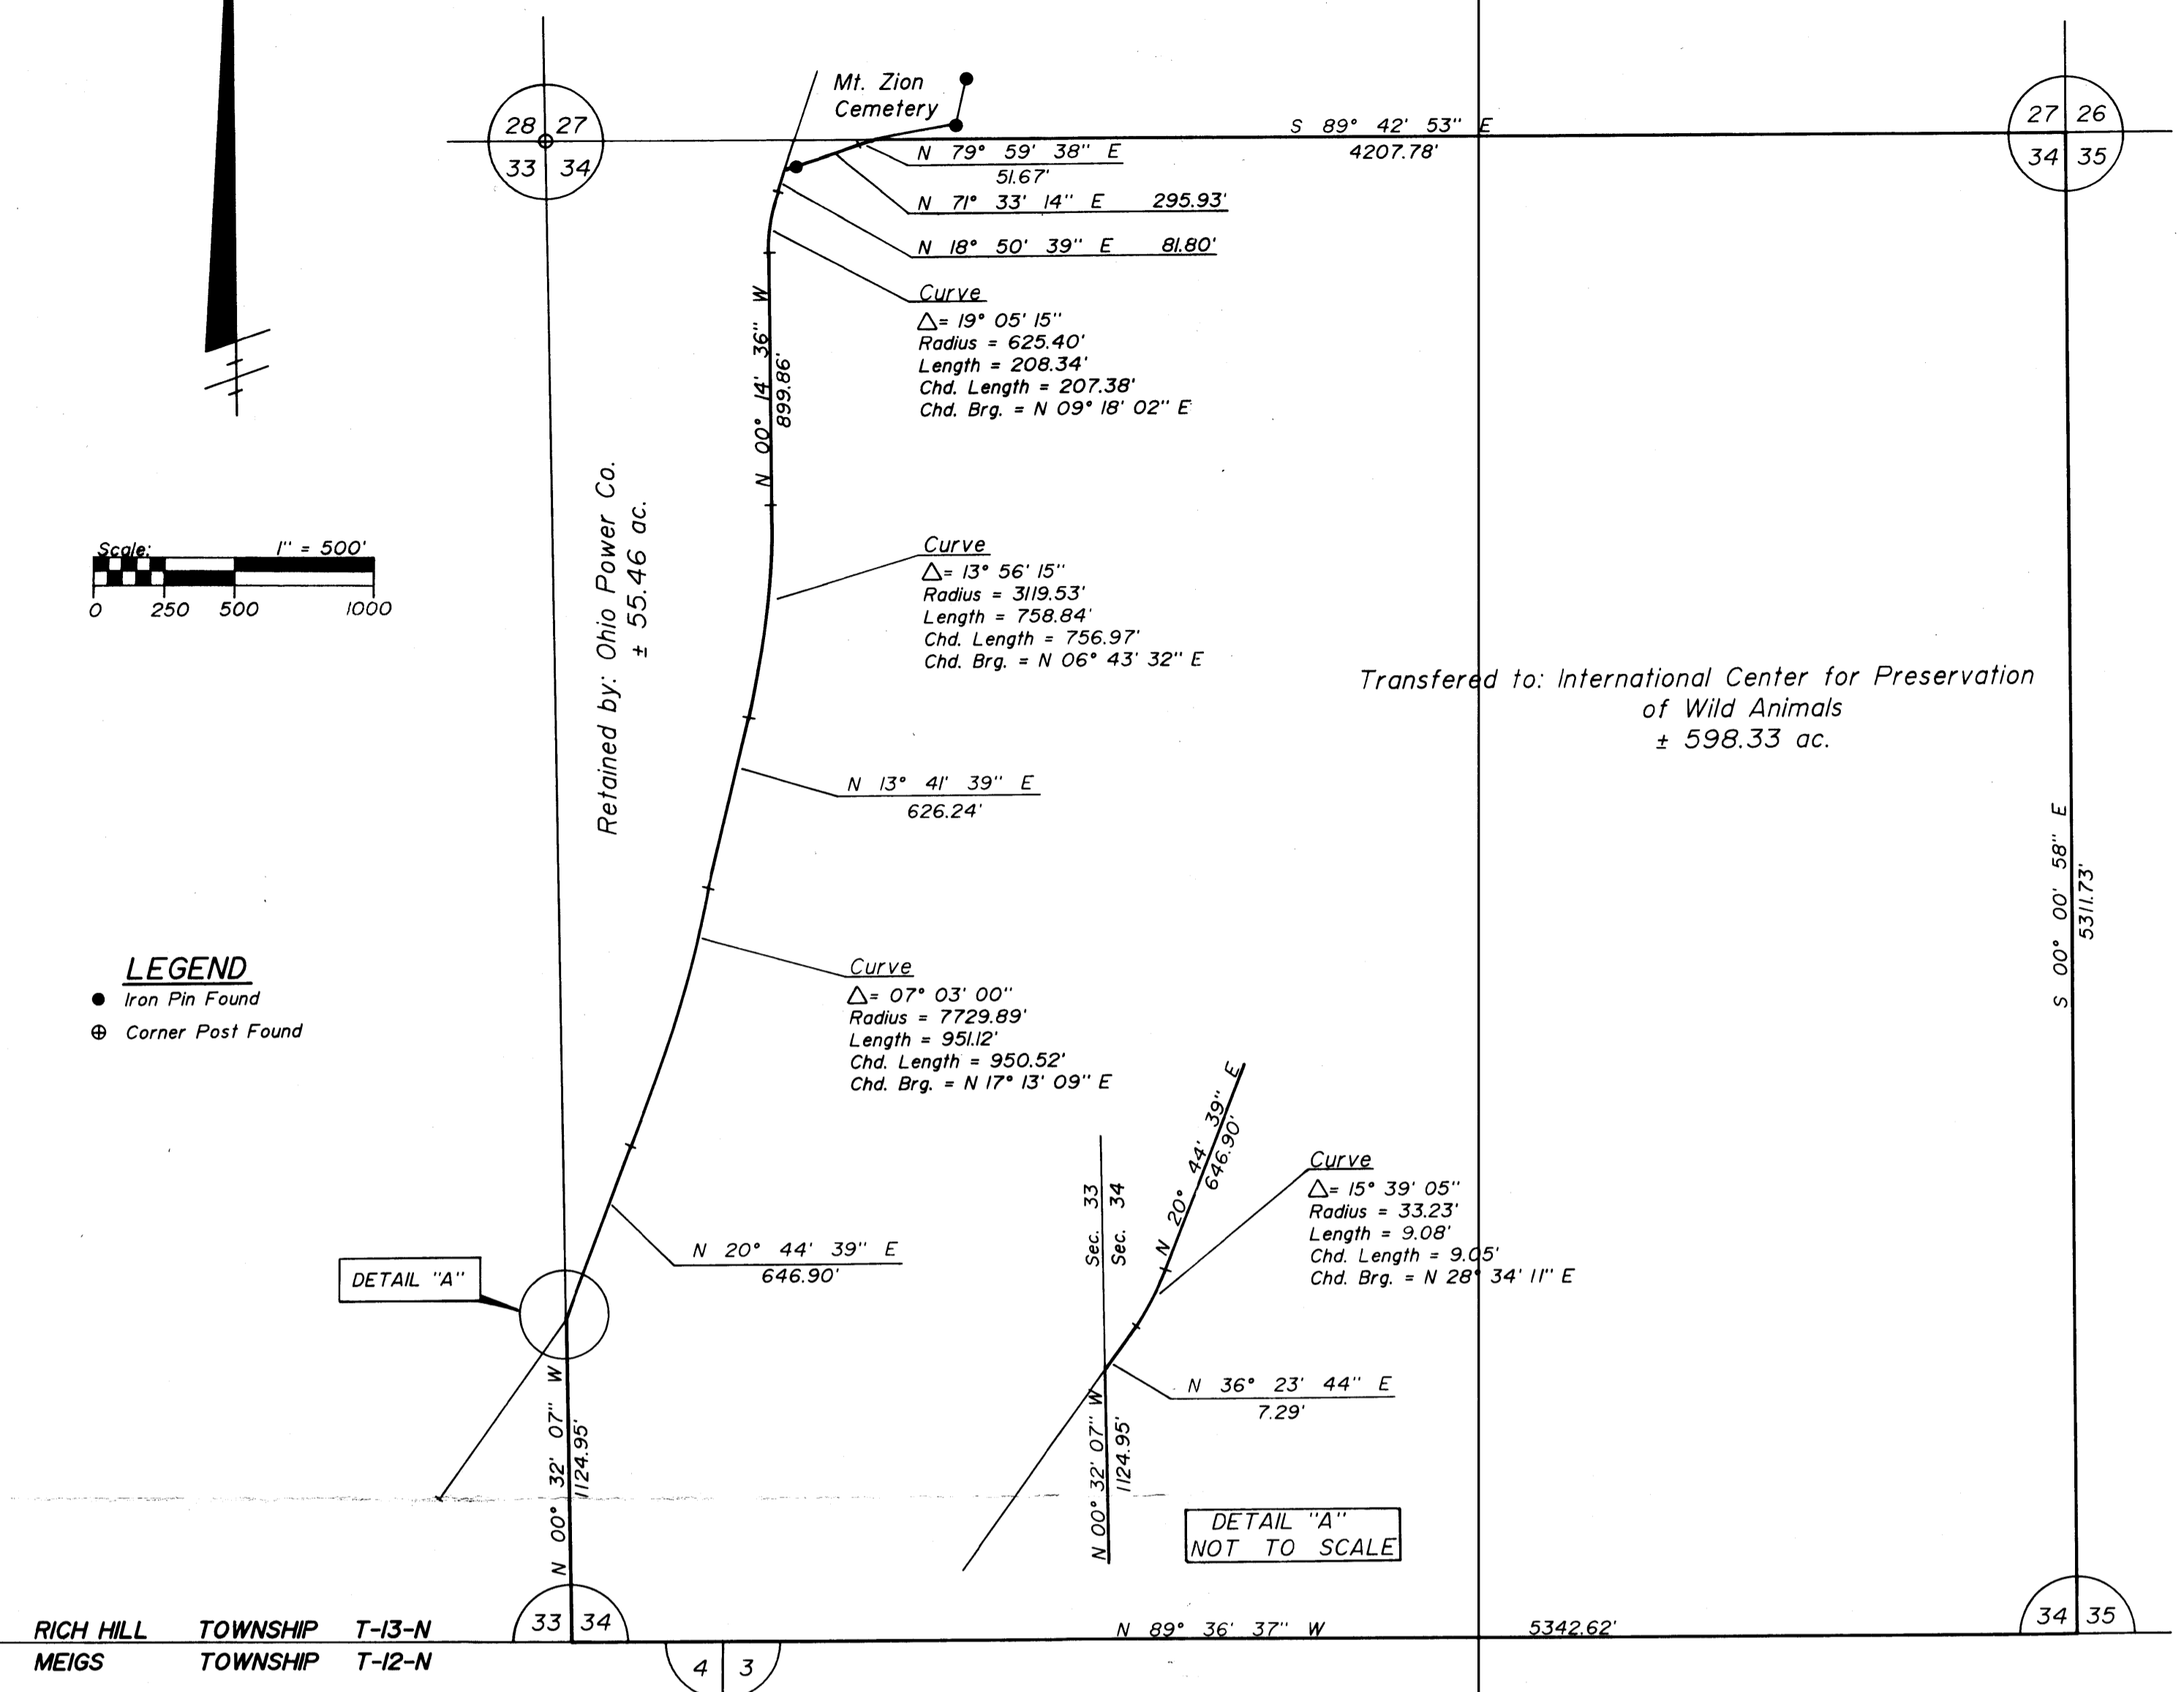 Mt. Zion
Cemetery
28 27
33 34
27 26
34 35
S 89° 42' 53" E
4207.78'
N 79° 59' 38" E
51.67'
N 71° 33' 14" E 295.93'
N 18° 50' 39" E 81.80'
Curve
△= 19° 05' 15"
Radius = 625.40'
Length = 208.34'
Chd. Length = 207.38'
Chd. Brg. = N 09° 18' 02" E
N 00° 14' 36" W
899.86'
Retained by: Ohio Power Co.
± 55.46 ac.
Scale: 1" = 500'
0 250 500 1000
Curve
△= 13° 56' 15"
Radius = 3119.53'
Length = 758.84'
Chd. Length = 756.97'
Chd. Brg. = N 06° 43' 32" E
Transfered to: International Center for Preservation
of Wild Animals
± 598.33 ac.
N 13° 41' 39" E
626.24'
S 00° 00' 58" E
5311.73'
LEGEND
● Iron Pin Found
⊕ Corner Post Found
Curve
△= 07° 03' 00"
Radius = 7729.89'
Length = 951.12'
Chd. Length = 950.52'
Chd. Brg. = N 17° 13' 09" E
N 20° 44' 39" E
646.90'
DETAIL "A"
N 00° 32' 07" W
1124.95'
Sec. 33
Sec. 34
N 20° 44' 39" E
646.90'
Curve
△= 15° 39' 05"
Radius = 33.23'
Length = 9.08'
Chd. Length = 9.05'
Chd. Brg. = N 28° 34' 11" E
N 36° 23' 44" E
7.29'
N 00° 32' 07" W
1124.95'
DETAIL "A"
NOT TO SCALE
RICH HILL TOWNSHIP T-13-N
MEIGS TOWNSHIP T-12-N
33 34
4 3
N 89° 36' 37" W 5342.62'
34 35